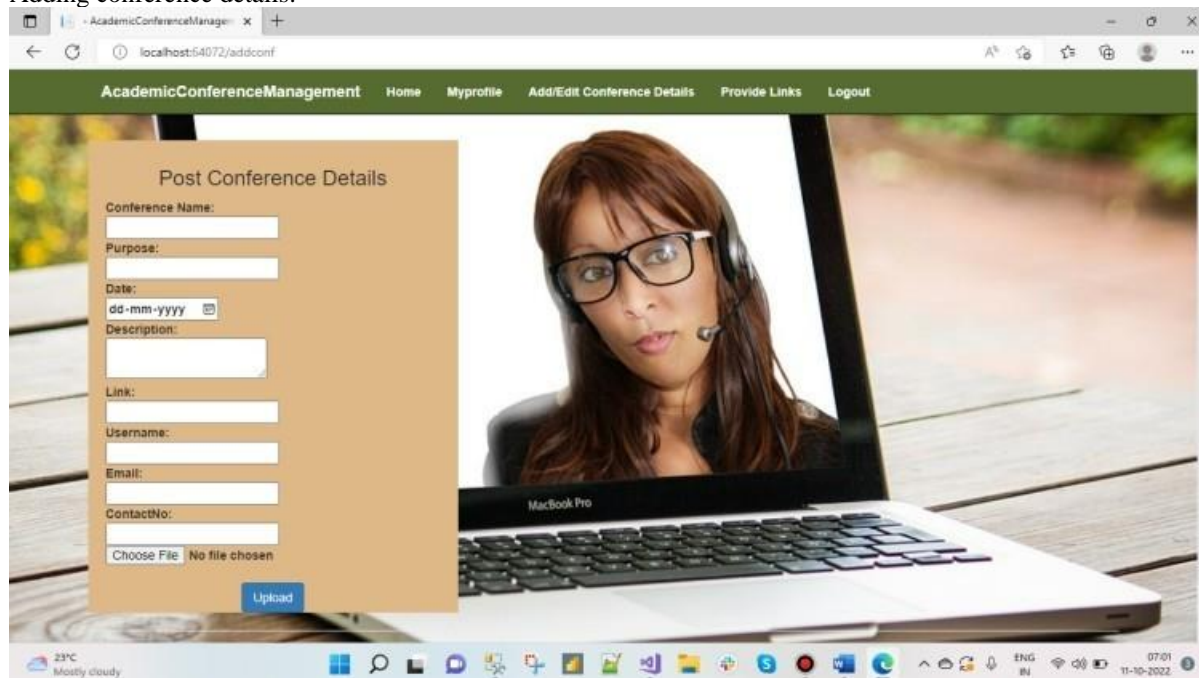 Adding conference details:
- AcademicConferenceManagem
localhost:54072/addconf
AcademicConferenceManagement Home Myprofile Add/Edit Conference Details Provide Links Logout
Post Conference Details
Conference Name:
Purpose:
Date:
dd-mm-yyyy
Description:
Link:
Username:
Email:
ContactNo:
Choose File No file chosen
Upload
MacBook Pro
23°C
Mostly cloudy
ENG
IN
07:01
11-10-2022